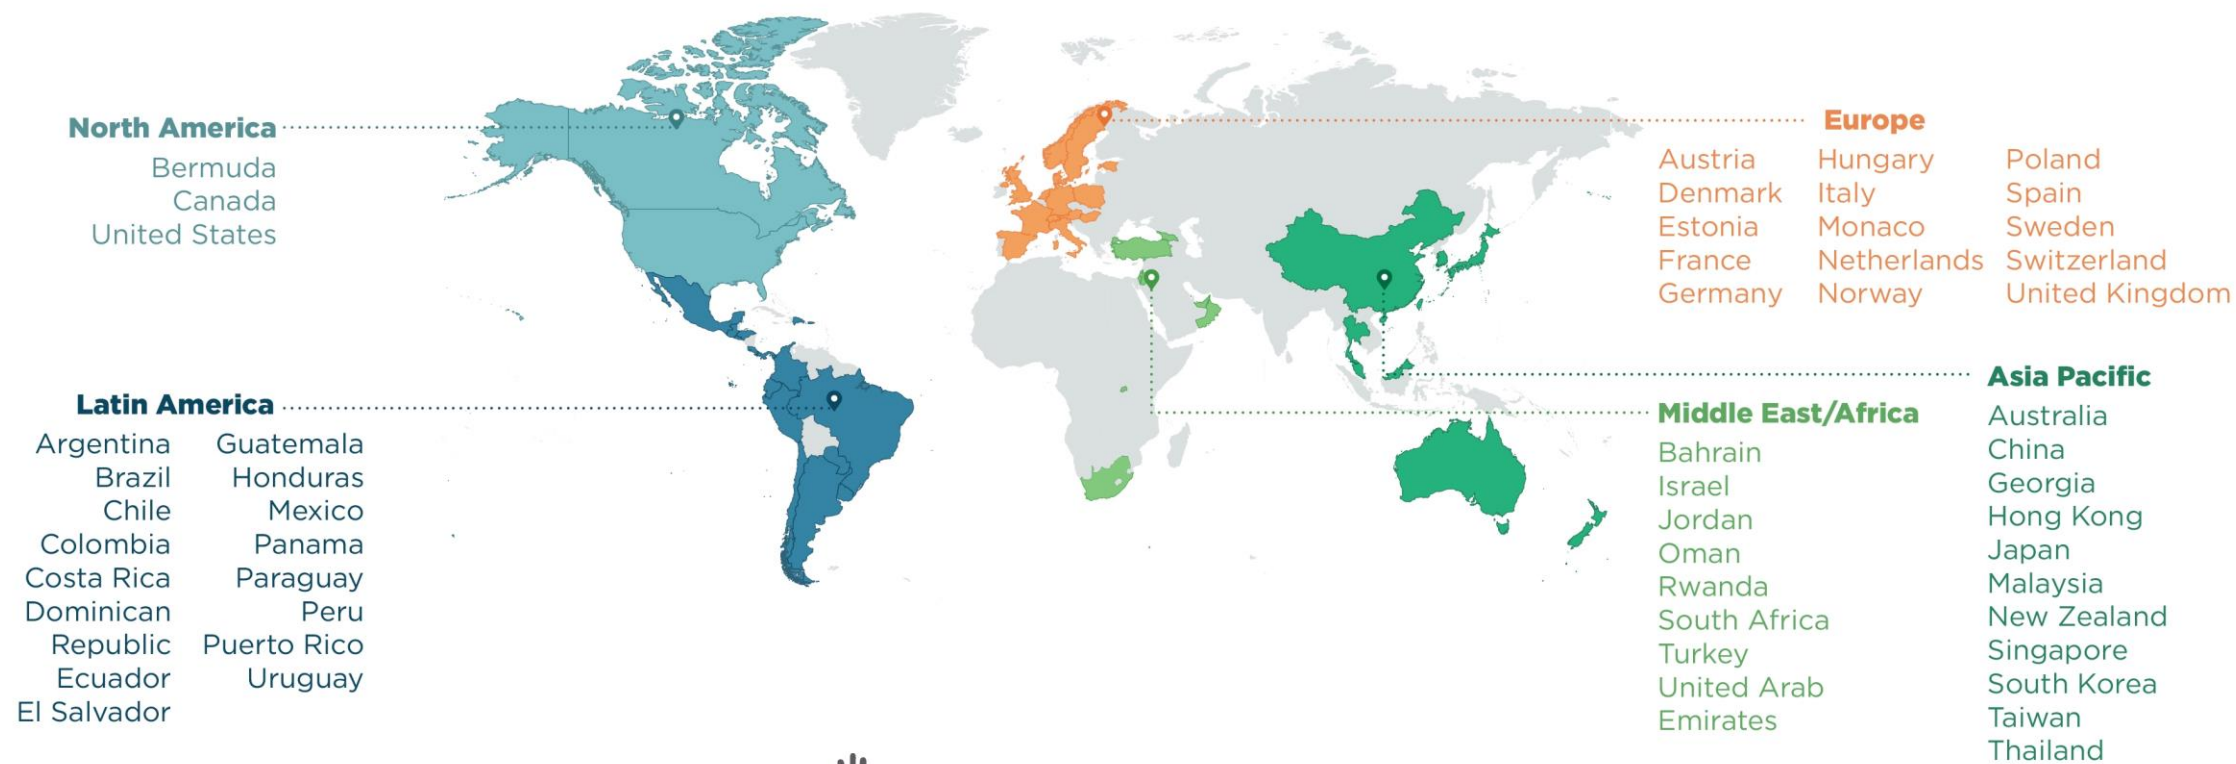 North America
Bermuda
Canada
United States
Latin America
Argentina
Brazil
Chile
Colombia
Costa Rica
Dominican
Republic
Ecuador
El Salvador
Guatemala
Honduras
Mexico
Panama
Paraguay
Peru
Puerto Rico
Uruguay
Europe
Austria
Denmark
Estonia
France
Germany
Hungary
Italy
Monaco
Netherlands
Norway
Poland
Spain
Sweden
Switzerland
United Kingdom
Middle East/Africa
Bahrain
Israel
Jordan
Oman
Rwanda
South Africa
Turkey
United Arab
Emirates
Asia Pacific
Australia
China
Georgia
Hong Kong
Japan
Malaysia
New Zealand
Singapore
South Korea
Taiwan
Thailand